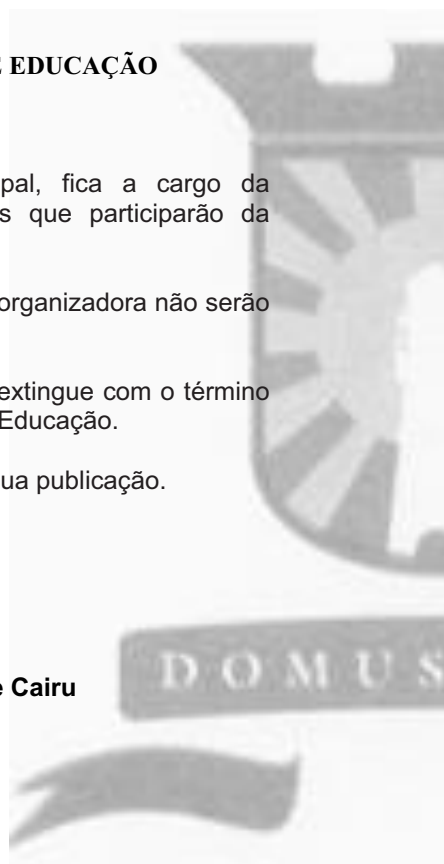 E EDUCAÇÃO
pal, fica a cargo da
s que participarão da
organizadora não serão
extingue com o término
Educação.
ua publicação.
e Cairu
DOMUS